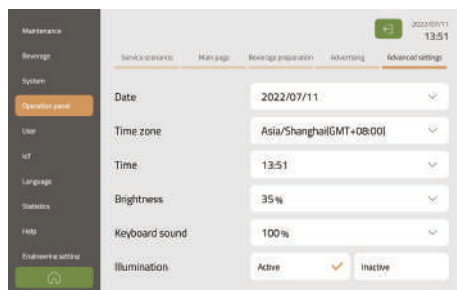 Maintenance
Beverage
System
Operation panel
User
IoT
Language
Statistics
Help
Engineering setting
2022/07/11
13:51
Service scenarios
Main page
Beverage preparation
Advertising
Advanced settings
Date
2022/07/11
Time zone
Asia/Shanghai(GMT+08:00)
Time
13:51
Brightness
35%
Keyboard sound
100%
Illumination
Active
Inactive